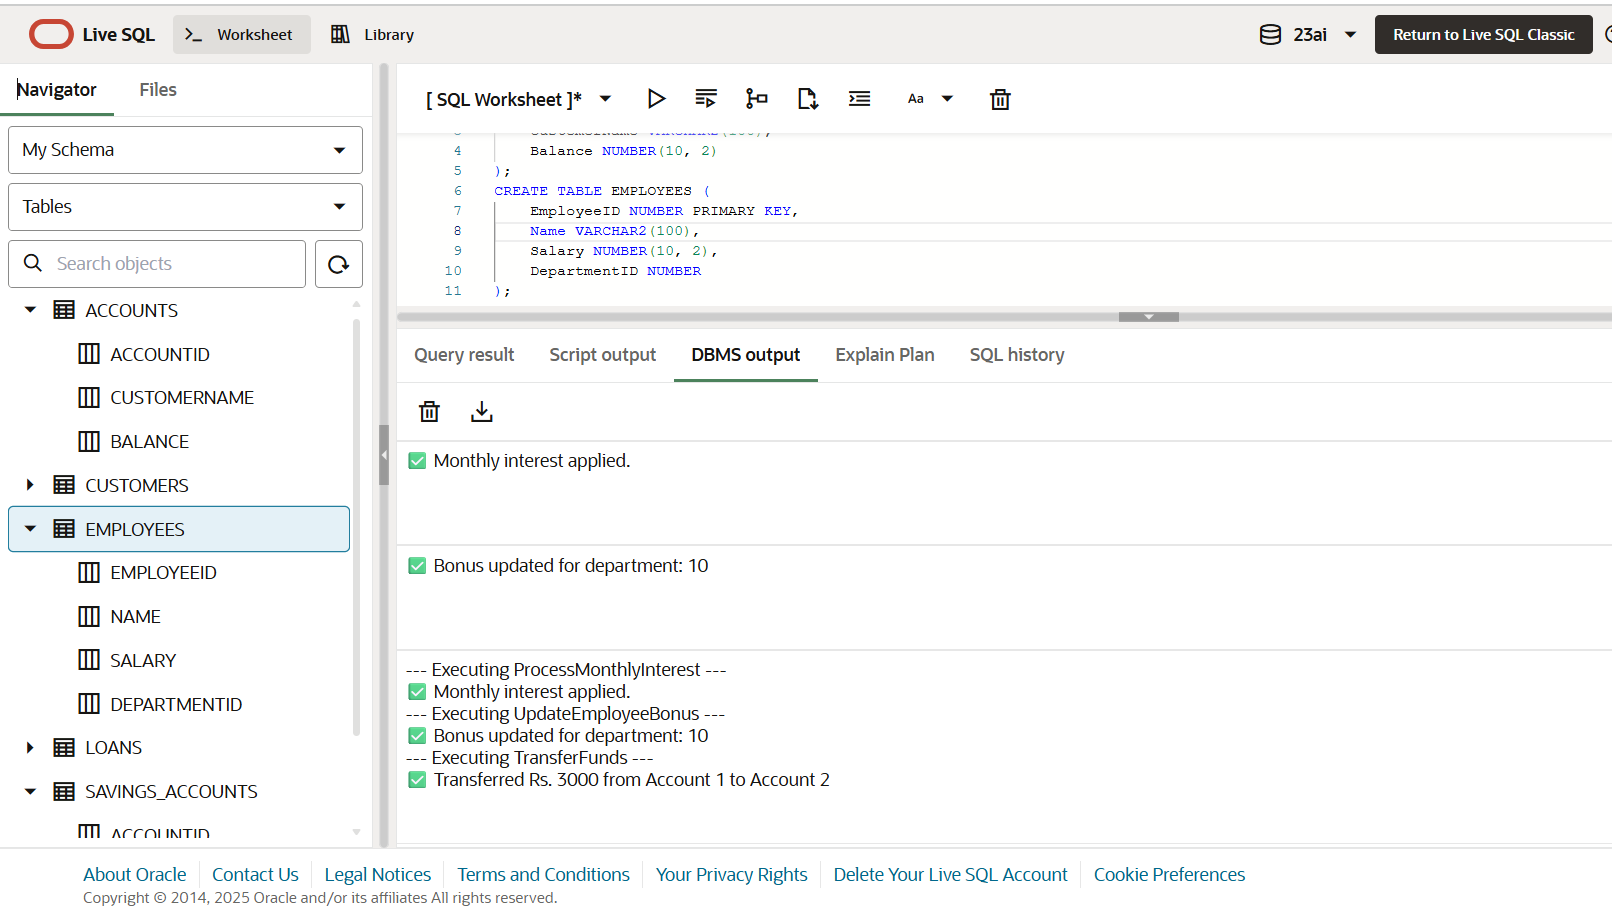 Live SQL
Worksheet
Library
23ai
Return to Live SQL Classic
Navigator
Files
My Schema
Tables
Search objects
ACCOUNTS
ACCOUNTID
CUSTOMERNAME
BALANCE
CUSTOMERS
EMPLOYEES
EMPLOYEEID
NAME
SALARY
DEPARTMENTID
LOANS
SAVINGS_ACCOUNTS
ACCOUNTID
[ SQL Worksheet ]*
Aa
3 CustomerName VARCHAR2(100),
4 Balance NUMBER(10, 2)
5 );
6 CREATE TABLE EMPLOYEES (
7 EmployeeID NUMBER PRIMARY KEY,
8 Name VARCHAR2(100),
9 Salary NUMBER(10, 2),
10 DepartmentID NUMBER
11 );
Query result
Script output
DBMS output
Explain Plan
SQL history
✅ Monthly interest applied.
✅ Bonus updated for department: 10
--- Executing ProcessMonthlyInterest ---
✅ Monthly interest applied.
--- Executing UpdateEmployeeBonus ---
✅ Bonus updated for department: 10
--- Executing TransferFunds ---
✅ Transferred Rs. 3000 from Account 1 to Account 2
About Oracle
Contact Us
Legal Notices
Terms and Conditions
Your Privacy Rights
Delete Your Live SQL Account
Cookie Preferences
Copyright © 2014, 2025 Oracle and/or its affiliates All rights reserved.